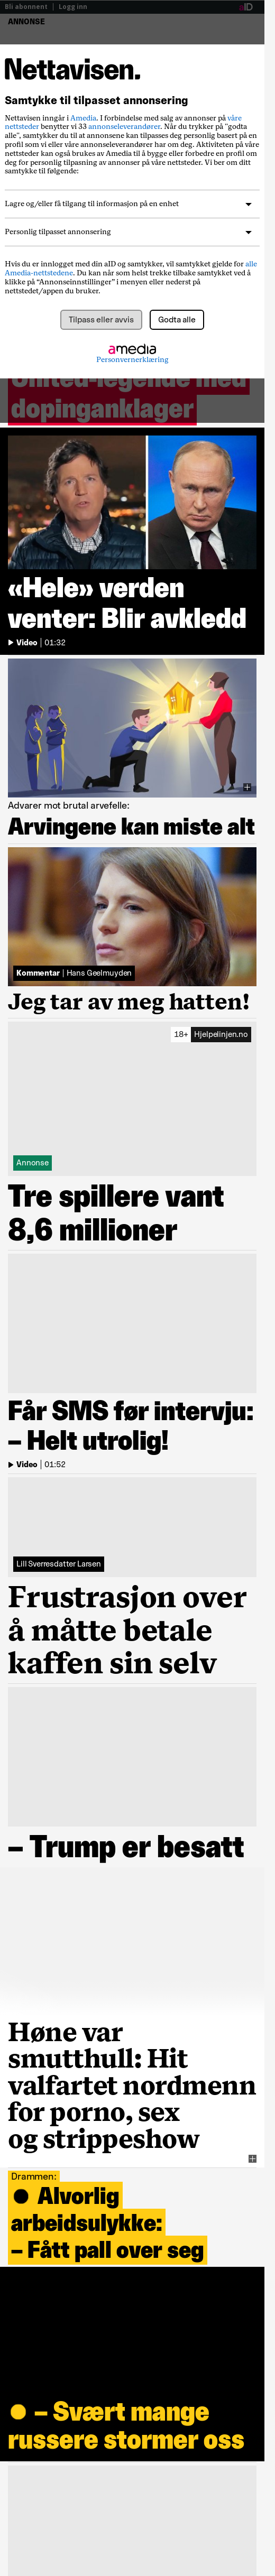 Bli abonnent | Logg inn
aID
ANNONSE
Nettavisen.
Samtykke til tilpasset annonsering
Nettavisen inngår i Amedia. I forbindelse med salg av annonser på våre
nettsteder benytter vi 33 annonseleverandører. Når du trykker på "godta
alle", samtykker du til at annonsene kan tilpasses deg personlig basert på en
profil som vi eller våre annonseleverandører har om deg. Aktiviteten på våre
nettsteder kan også brukes av Amedia til å bygge eller forbedre en profil om
deg for personlig tilpasning av annonser på våre nettsider. Vi ber om ditt
samtykke til følgende:
Lagre og/eller få tilgang til informasjon på en enhet
Personlig tilpasset annonsering
Hvis du er innlogget med din aID og samtykker, vil samtykket gjelde for alle
Amedia-nettstedene. Du kan når som helst trekke tilbake samtykket ved å
klikke på “Annonseinnstillinger” i menyen eller nederst på
nettstedet/appen du bruker.
Tilpass eller avvis
Godta alle
amedia
Personvernerklæring
United-legende med
dopinganklager
«Hele» verden
venter: Blir avkledd
Video | 01:32
Advarer mot brutal arvefelle:
Arvingene kan miste alt
Kommentar | Hans Geelmuyden
Jeg tar av meg hatten!
18+ Hjelpelinjen.no
Annonse
Tre spillere vant
8,6 millioner
Får SMS før intervju:
– Helt utrolig!
Video | 01:52
Lill Sverresdatter Larsen
Frustrasjon over
å måtte betale
kaffen sin selv
– Trump er besatt
Høne var
smutthull: Hit
valfartet nordmenn
for porno, sex
og strippeshow
Drammen:
Alvorlig
arbeidsulykke:
– Fått pall over seg
– Svært mange
russere stormer oss